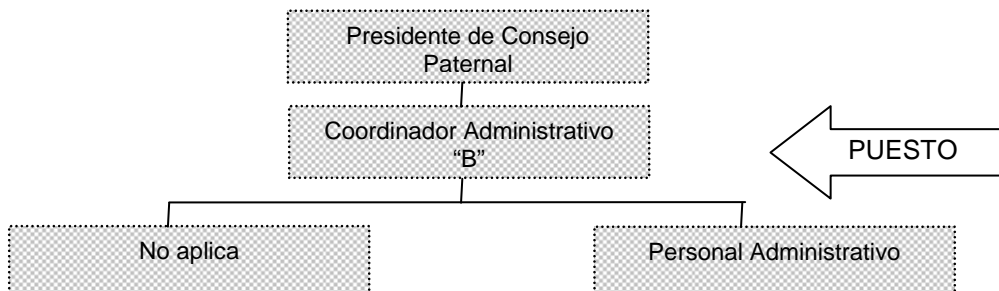 Presidente de Consejo
Paternal
Coordinador Administrativo
“B”
PUESTO
No aplica
Personal Administrativo